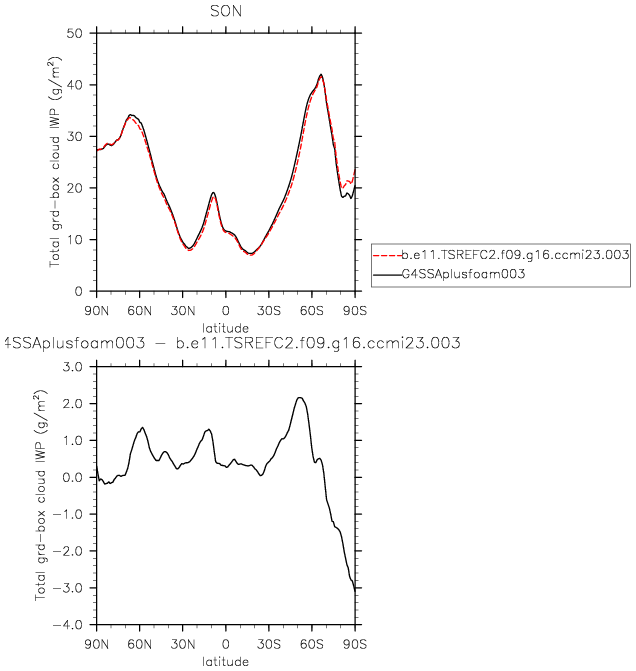 SON
Total grd-box cloud IWP (g/m²)
50
40
30
20
10
0
90N 60N 30N 0 30S 60S 90S
latitude
b.e11.TSREFC2.f09.g16.ccmi23.003
G4SSAplusfoam003
4SSAplusfoam003 - b.e11.TSREFC2.f09.g16.ccmi23.003
Total grd-box cloud IWP (g/m²)
3.0
2.0
1.0
0.0
-1.0
-2.0
-3.0
-4.0
90N 60N 30N 0 30S 60S 90S
latitude